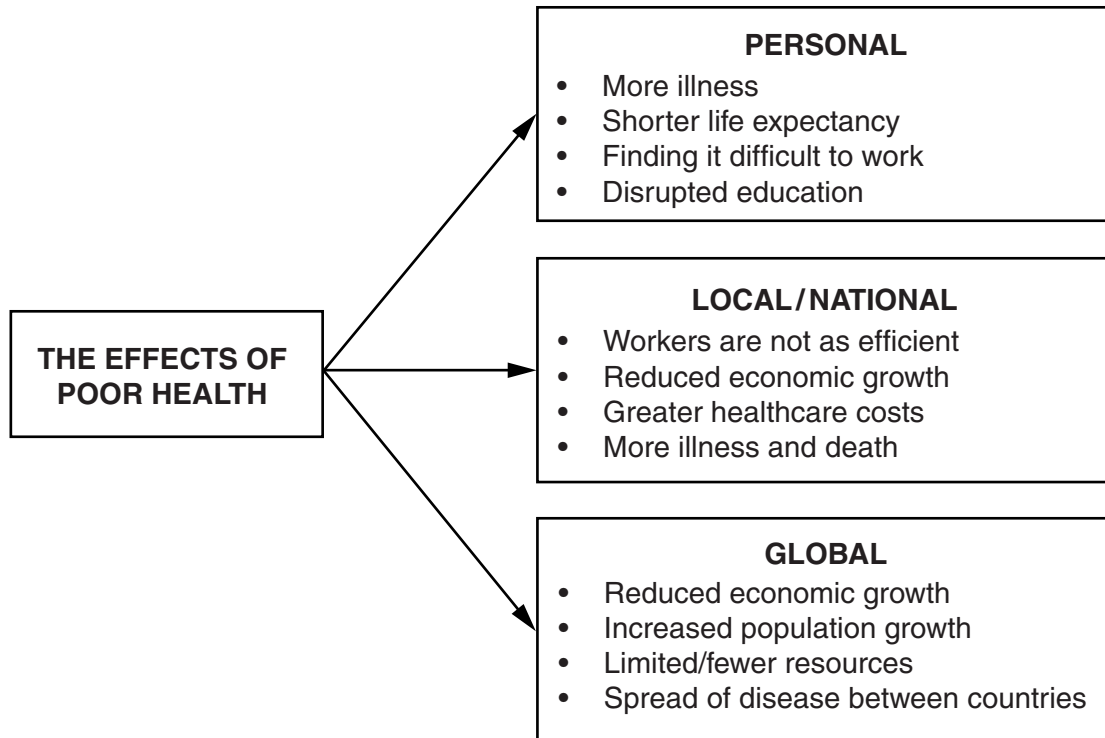 THE EFFECTS OF
POOR HEALTH
PERSONAL
• More illness
• Shorter life expectancy
• Finding it difficult to work
• Disrupted education
LOCAL/NATIONAL
• Workers are not as efficient
• Reduced economic growth
• Greater healthcare costs
• More illness and death
GLOBAL
• Reduced economic growth
• Increased population growth
• Limited/fewer resources
• Spread of disease between countries